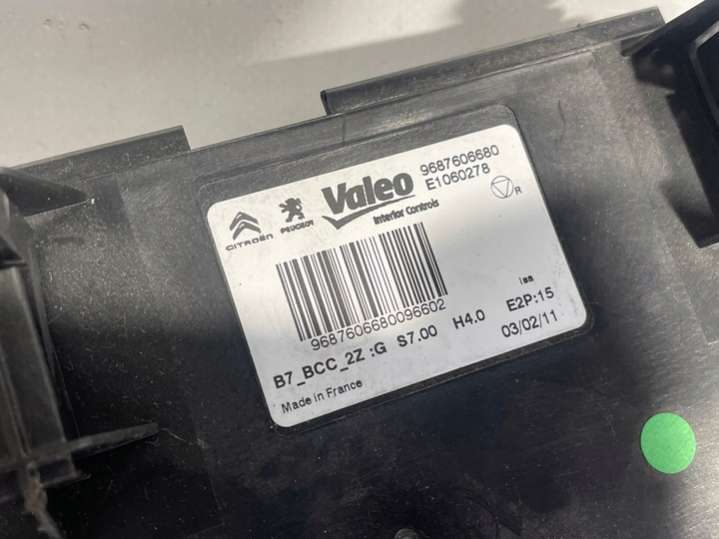 CITROËN
PEUGEOT
Valeo
Interior Controls
9687606680
E1060278
R
9687606680096602
B7_BCC_2Z :G S7.00 H4.0
iss
E2P:15
03/02/11
Made in France